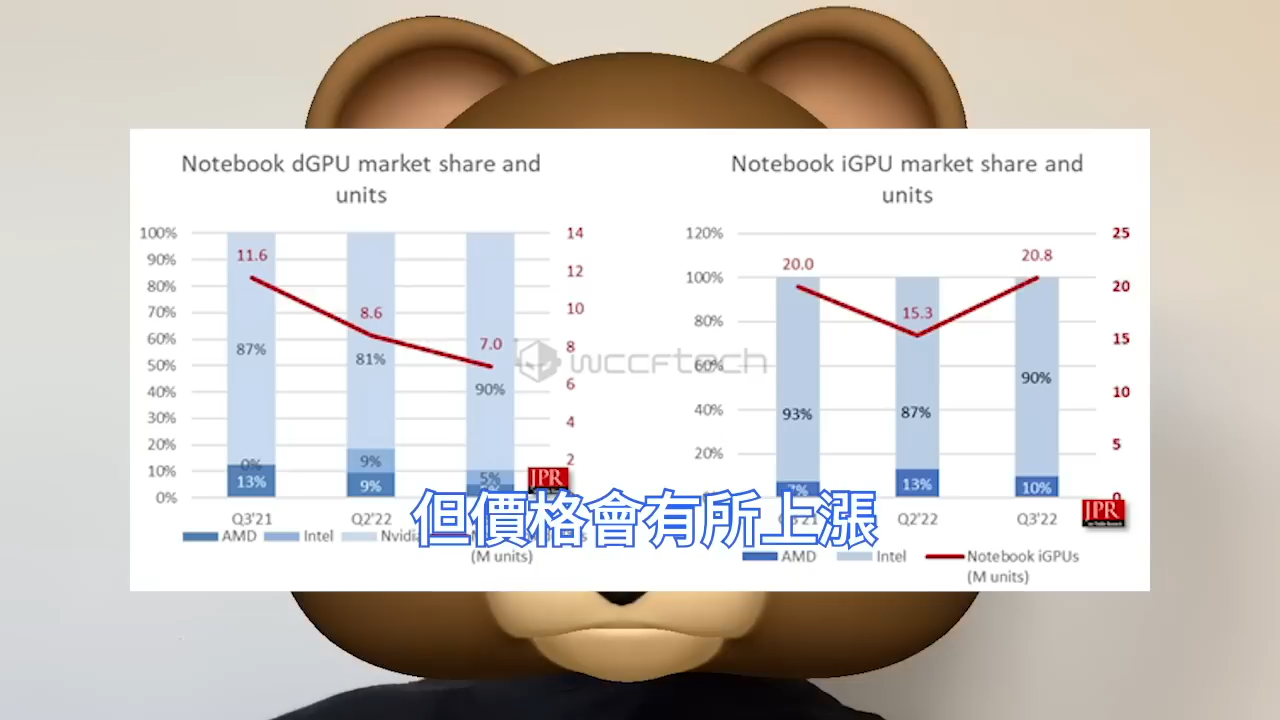 Notebook dGPU market share and
units
100%
90%
80%
70%
60%
50%
40%
30%
20%
10%
0%
14
12
10
8
6
4
2
11.6
8.6
7.0
87%
81%
90%
0%
9%
5%
13%
9%
Q3'21
Q2'22
AMD
Intel
(M units)
JPR
WCCFTECH
Notebook iGPU market share and
units
120%
100%
80%
60%
40%
20%
25
20
15
10
5
0
20.0
15.3
20.8
93%
87%
90%
7%
13%
10%
Q2'22
Q3'22
AMD
Intel
Notebook iGPUs
(M units)
JPR
但價格會有所上漲